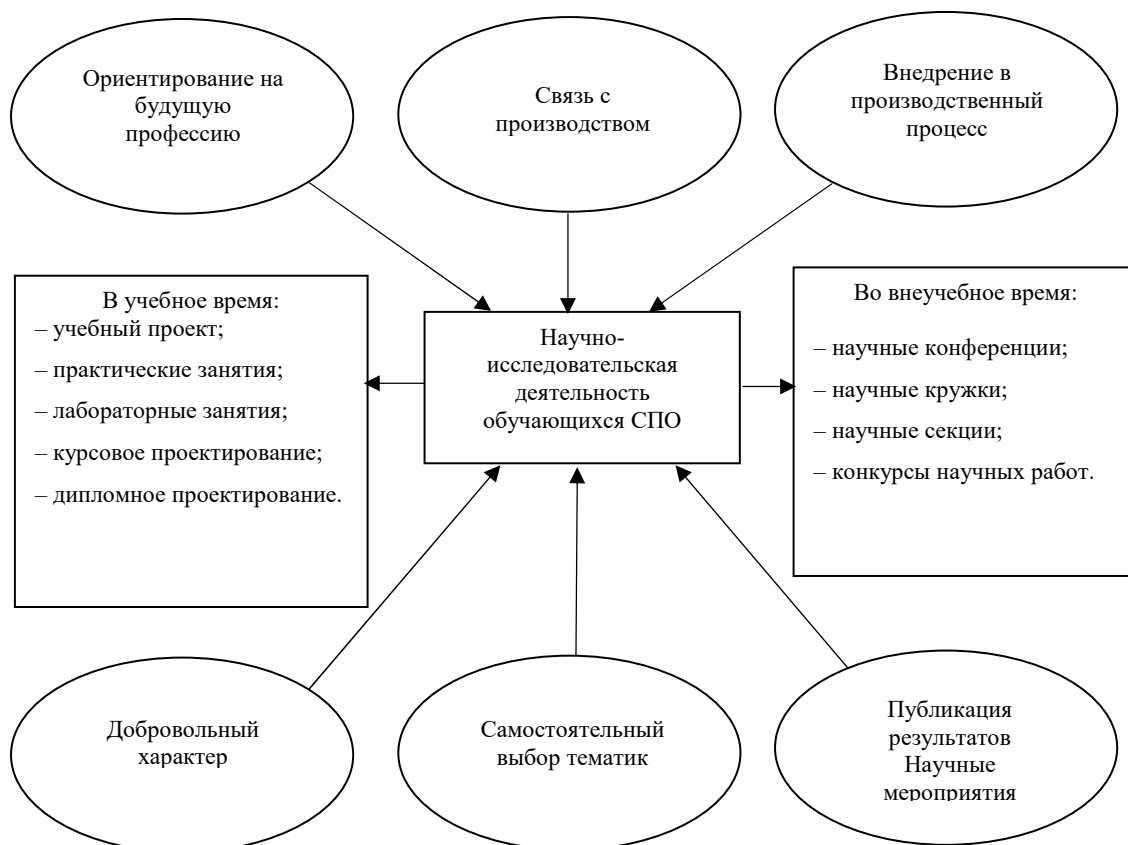 Ориентирование на
будущую
профессию
Связь с
производством
Внедрение в
производственный
процесс
В учебное время:
– учебный проект;
– практические занятия;
– лабораторные занятия;
– курсовое проектирование;
– дипломное проектирование.
Научно-
исследовательская
деятельность
обучающихся СПО
Во внеучебное время:
– научные конференции;
– научные кружки;
– научные секции;
– конкурсы научных работ.
Добровольный
характер
Самостоятельный
выбор тематик
Публикация
результатов
Научные
мероприятия